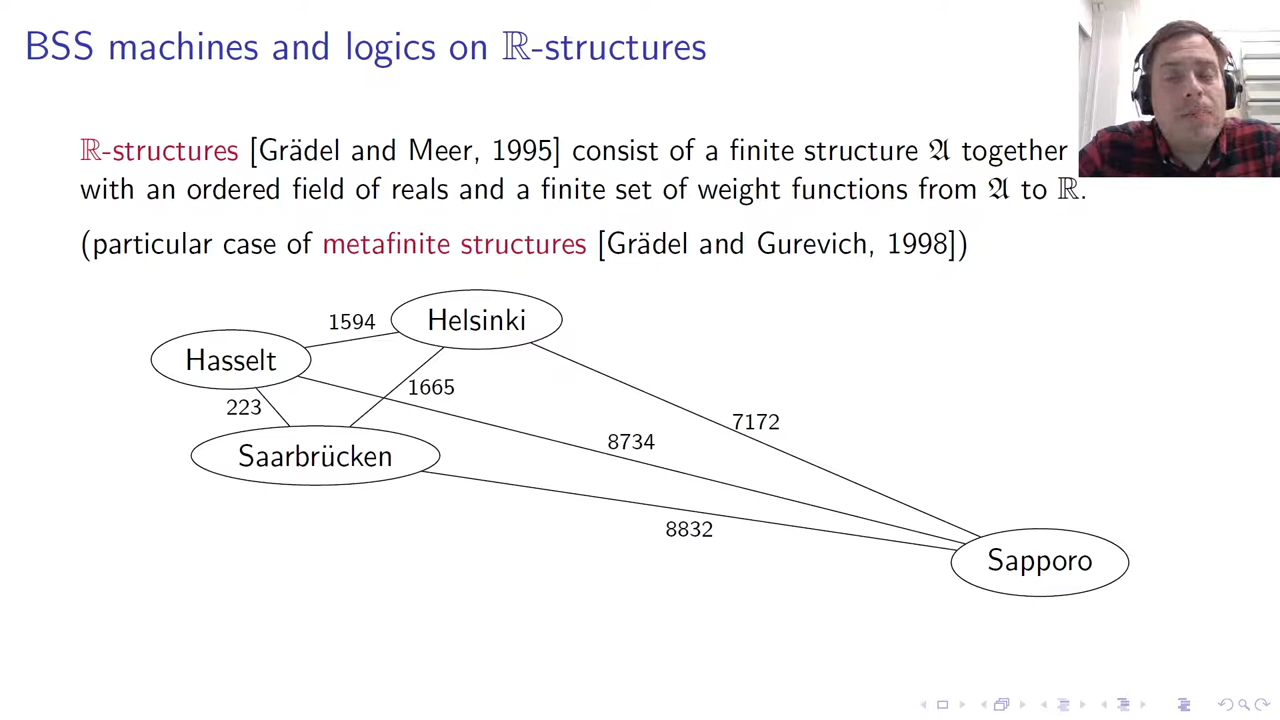 BSS machines and logics on ℝ-structures
ℝ-structures [Grädel and Meer, 1995] consist of a finite structure 𝔄 together
with an ordered field of reals and a finite set of weight functions from 𝔄 to ℝ.
(particular case of metafinite structures [Grädel and Gurevich, 1998])
1594
Helsinki
Hasselt
1665
223
7172
8734
Saarbrücken
8832
Sapporo